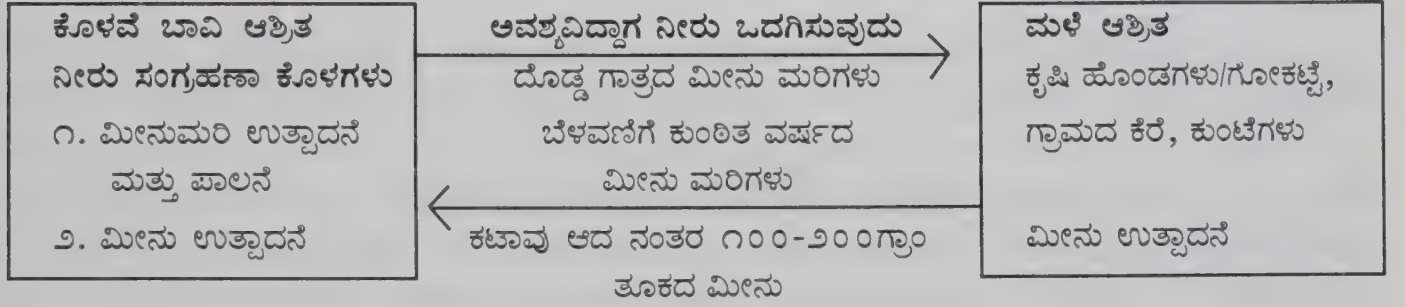 ಕೊಳವೆ ಬಾವಿ ಆಶ್ರಿತ
ನೀರು ಸಂಗ್ರಹಣಾ ಕೊಳಗಳು
೧. ಮೀನುಮರಿ ಉತ್ಪಾದನೆ
ಮತ್ತು ಪಾಲನೆ
೨. ಮೀನು ಉತ್ಪಾದನೆ
ಅವಶ್ಯವಿದ್ದಾಗ ನೀರು ಒದಗಿಸುವುದು
ದೊಡ್ಡ ಗಾತ್ರದ ಮೀನು ಮರಿಗಳು
ಬೆಳವಣಿಗೆ ಕುಂಠಿತ ವರ್ಷದ
ಮೀನು ಮರಿಗಳು
ಕಟಾವು ಆದ ನಂತರ ೧೦೦-೨೦೦ಗ್ರಾಂ
ತೂಕದ ಮೀನು
ಮಳೆ ಆಶ್ರಿತ
ಕೃಷಿ ಹೊಂಡಗಳು/ಗೋಕಟ್ಟೆ,
ಗ್ರಾಮದ ಕೆರೆ, ಕುಂಟೆಗಳು
ಮೀನು ಉತ್ಪಾದನೆ